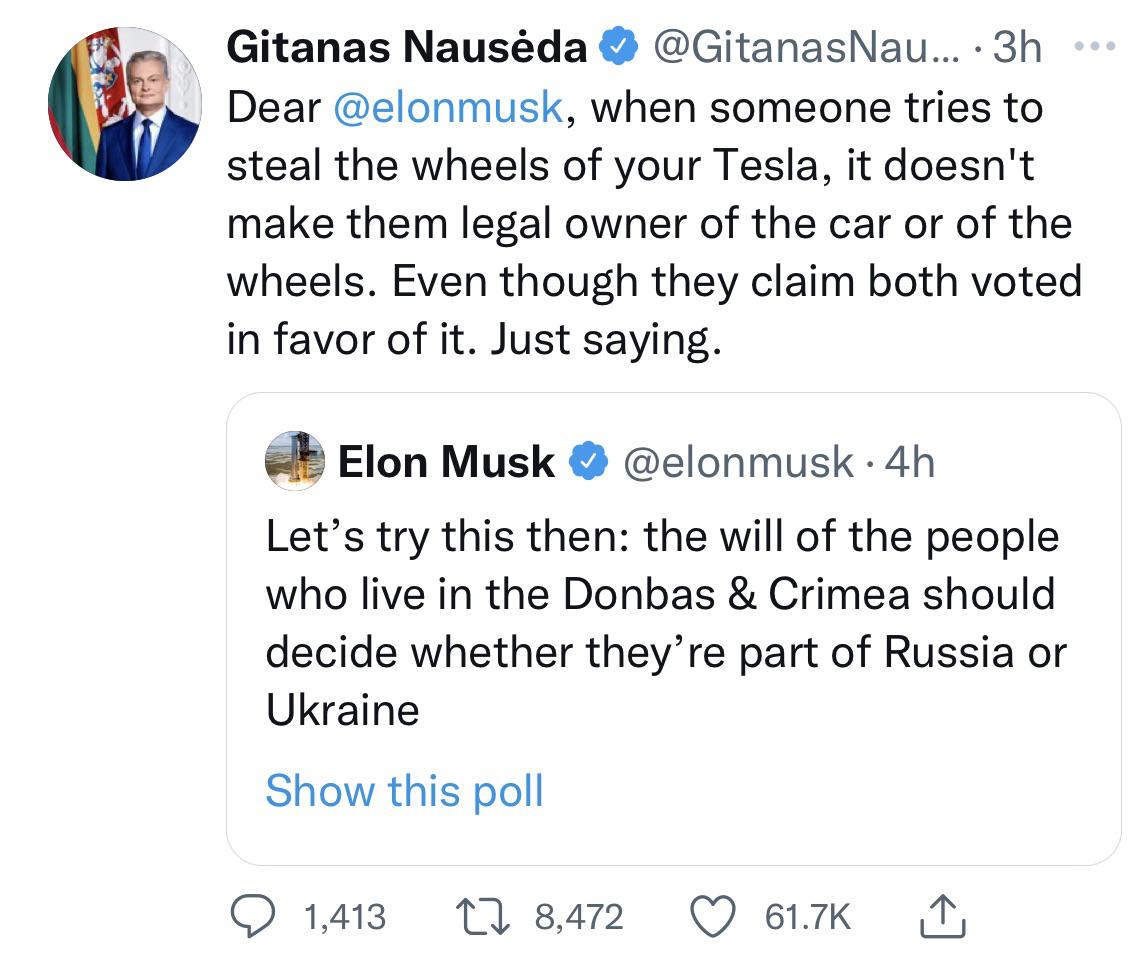 Gitanas Nausėda @GitanasNau... · 3h
Dear @elonmusk, when someone tries to
steal the wheels of your Tesla, it doesn't
make them legal owner of the car or of the
wheels. Even though they claim both voted
in favor of it. Just saying.
Elon Musk @elonmusk · 4h
Let’s try this then: the will of the people
who live in the Donbas & Crimea should
decide whether they’re part of Russia or
Ukraine
Show this poll
1,413 8,472 61.7K